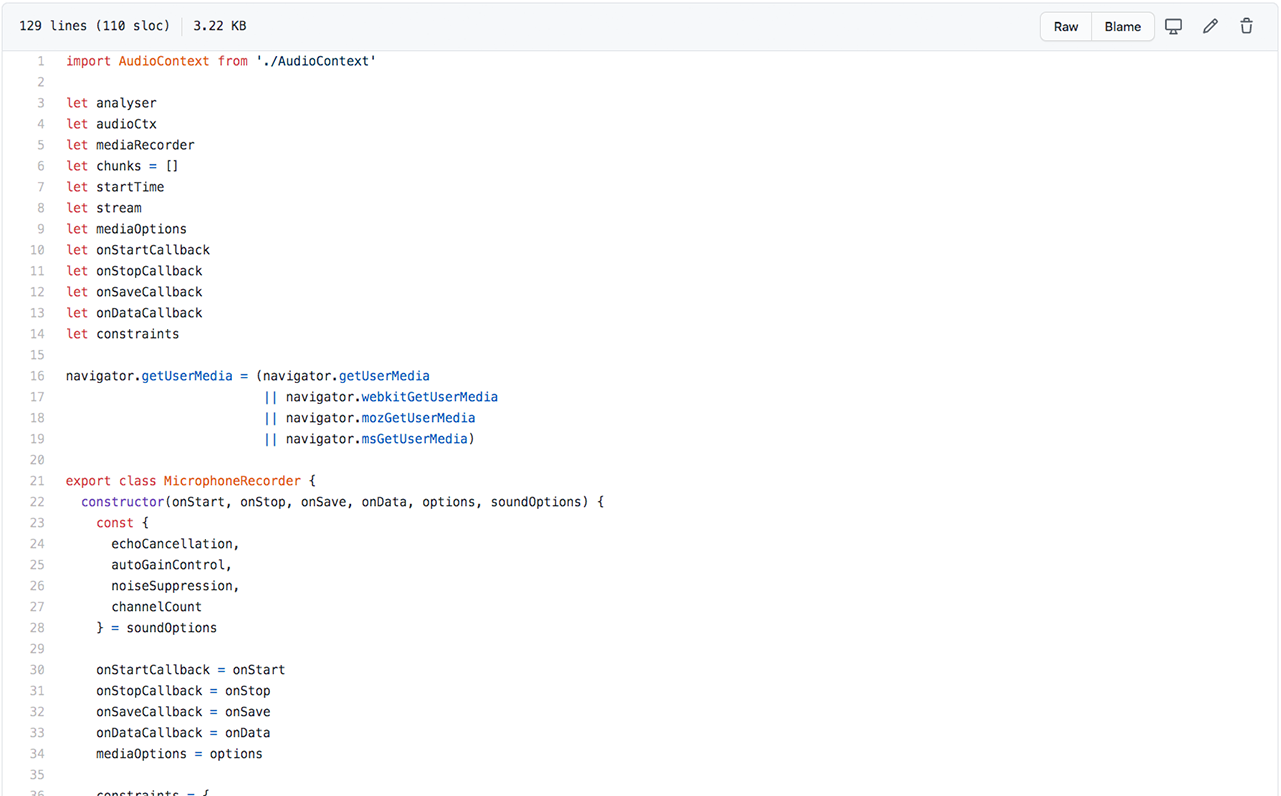 129 lines (110 sloc) 3.22 KB Raw Blame
1 import AudioContext from './AudioContext'
2
3 let analyser
4 let audioCtx
5 let mediaRecorder
6 let chunks = []
7 let startTime
8 let stream
9 let mediaOptions
10 let onStartCallback
11 let onStopCallback
12 let onSaveCallback
13 let onDataCallback
14 let constraints
15
16 navigator.getUserMedia = (navigator.getUserMedia
17 || navigator.webkitGetUserMedia
18 || navigator.mozGetUserMedia
19 || navigator.msGetUserMedia)
20
21 export class MicrophoneRecorder {
22 constructor(onStart, onStop, onSave, onData, options, soundOptions) {
23 const {
24 echoCancellation,
25 autoGainControl,
26 noiseSuppression,
27 channelCount
28 } = soundOptions
29
30 onStartCallback = onStart
31 onStopCallback = onStop
32 onSaveCallback = onSave
33 onDataCallback = onData
34 mediaOptions = options
35
36 constraints = {